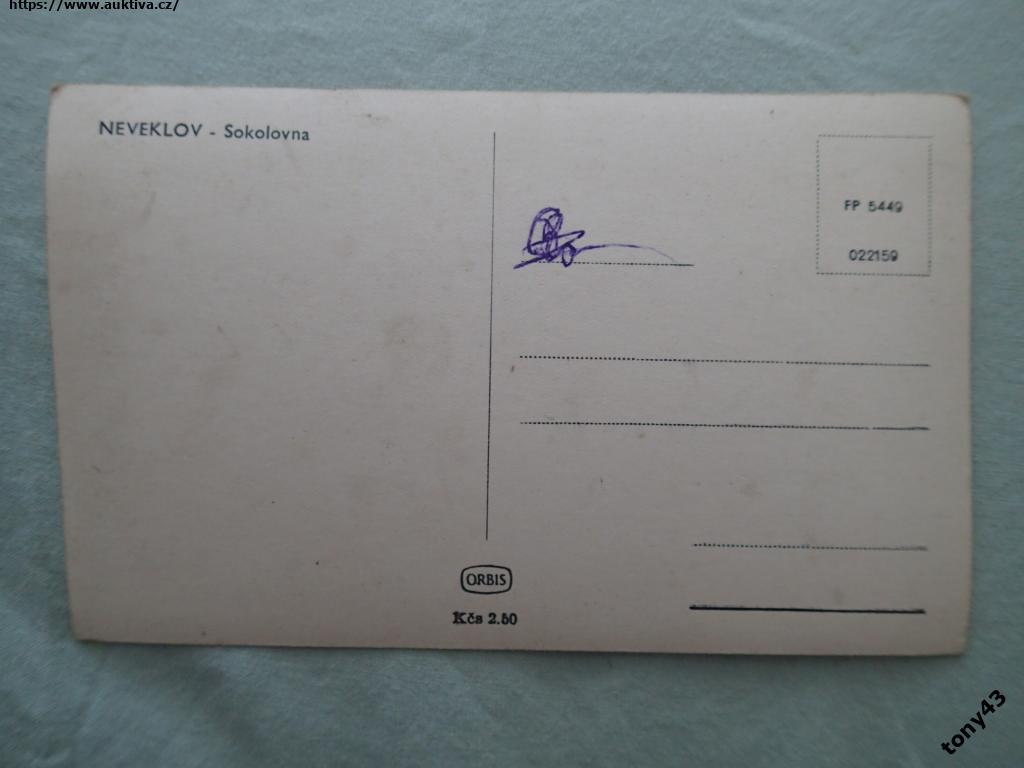 https://www.auktiva.cz/
NEVEKLOV - Sokolovna
FP 5449
022159
ORBIS
Kčs 2.50
tony43